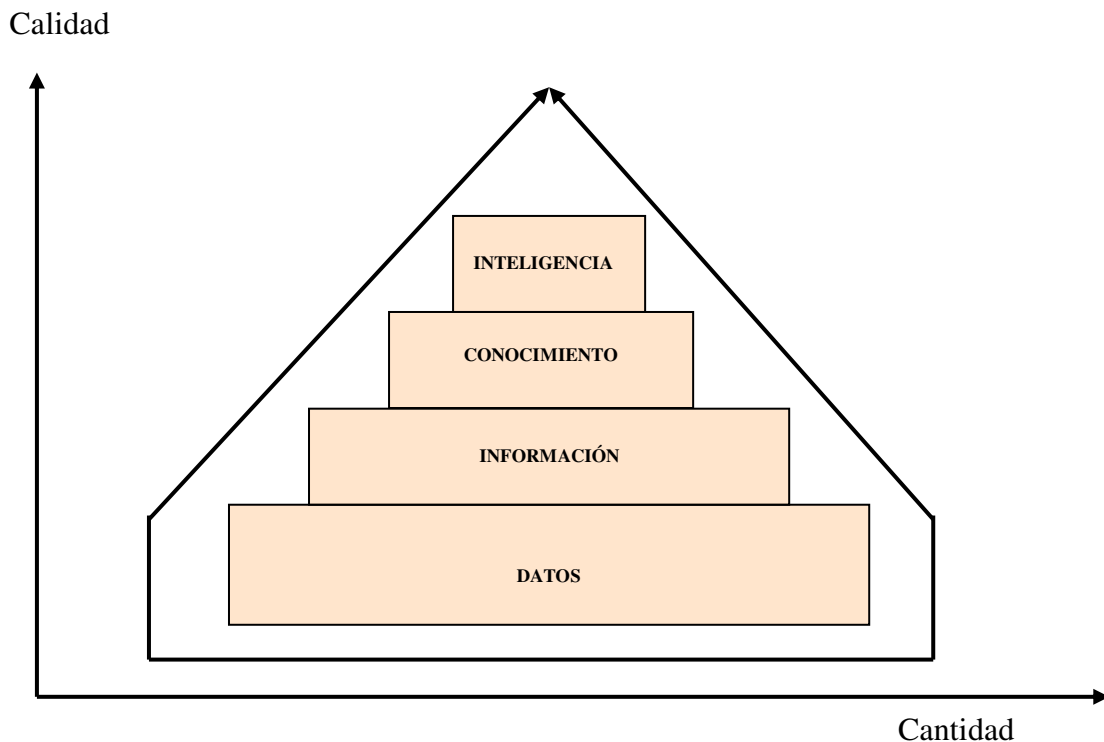 Calidad
INTELIGENCIA
CONOCIMIENTO
INFORMACIÓN
DATOS
Cantidad